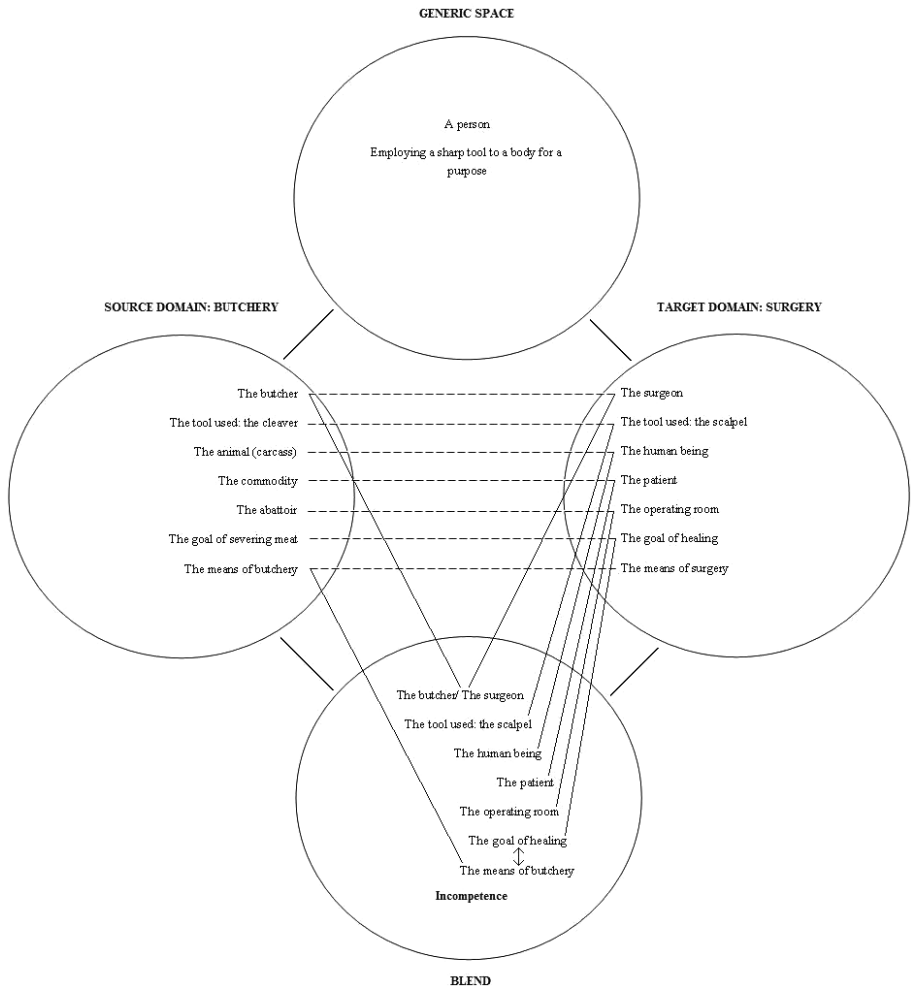 GENERIC SPACE
A person
Employing a sharp tool to a body for a
purpose
SOURCE DOMAIN: BUTCHERY
TARGET DOMAIN: SURGERY
The butcher
The tool used: the cleaver
The animal (carcass)
The commodity
The abattoir
The goal of severing meat
The means of butchery
The surgeon
The tool used: the scalpel
The human being
The patient
The operating room
The goal of healing
The means of surgery
The butcher/ The surgeon
The tool used: the scalpel
The human being
The patient
The operating room
The goal of healing
The means of butchery
Incompetence
BLEND